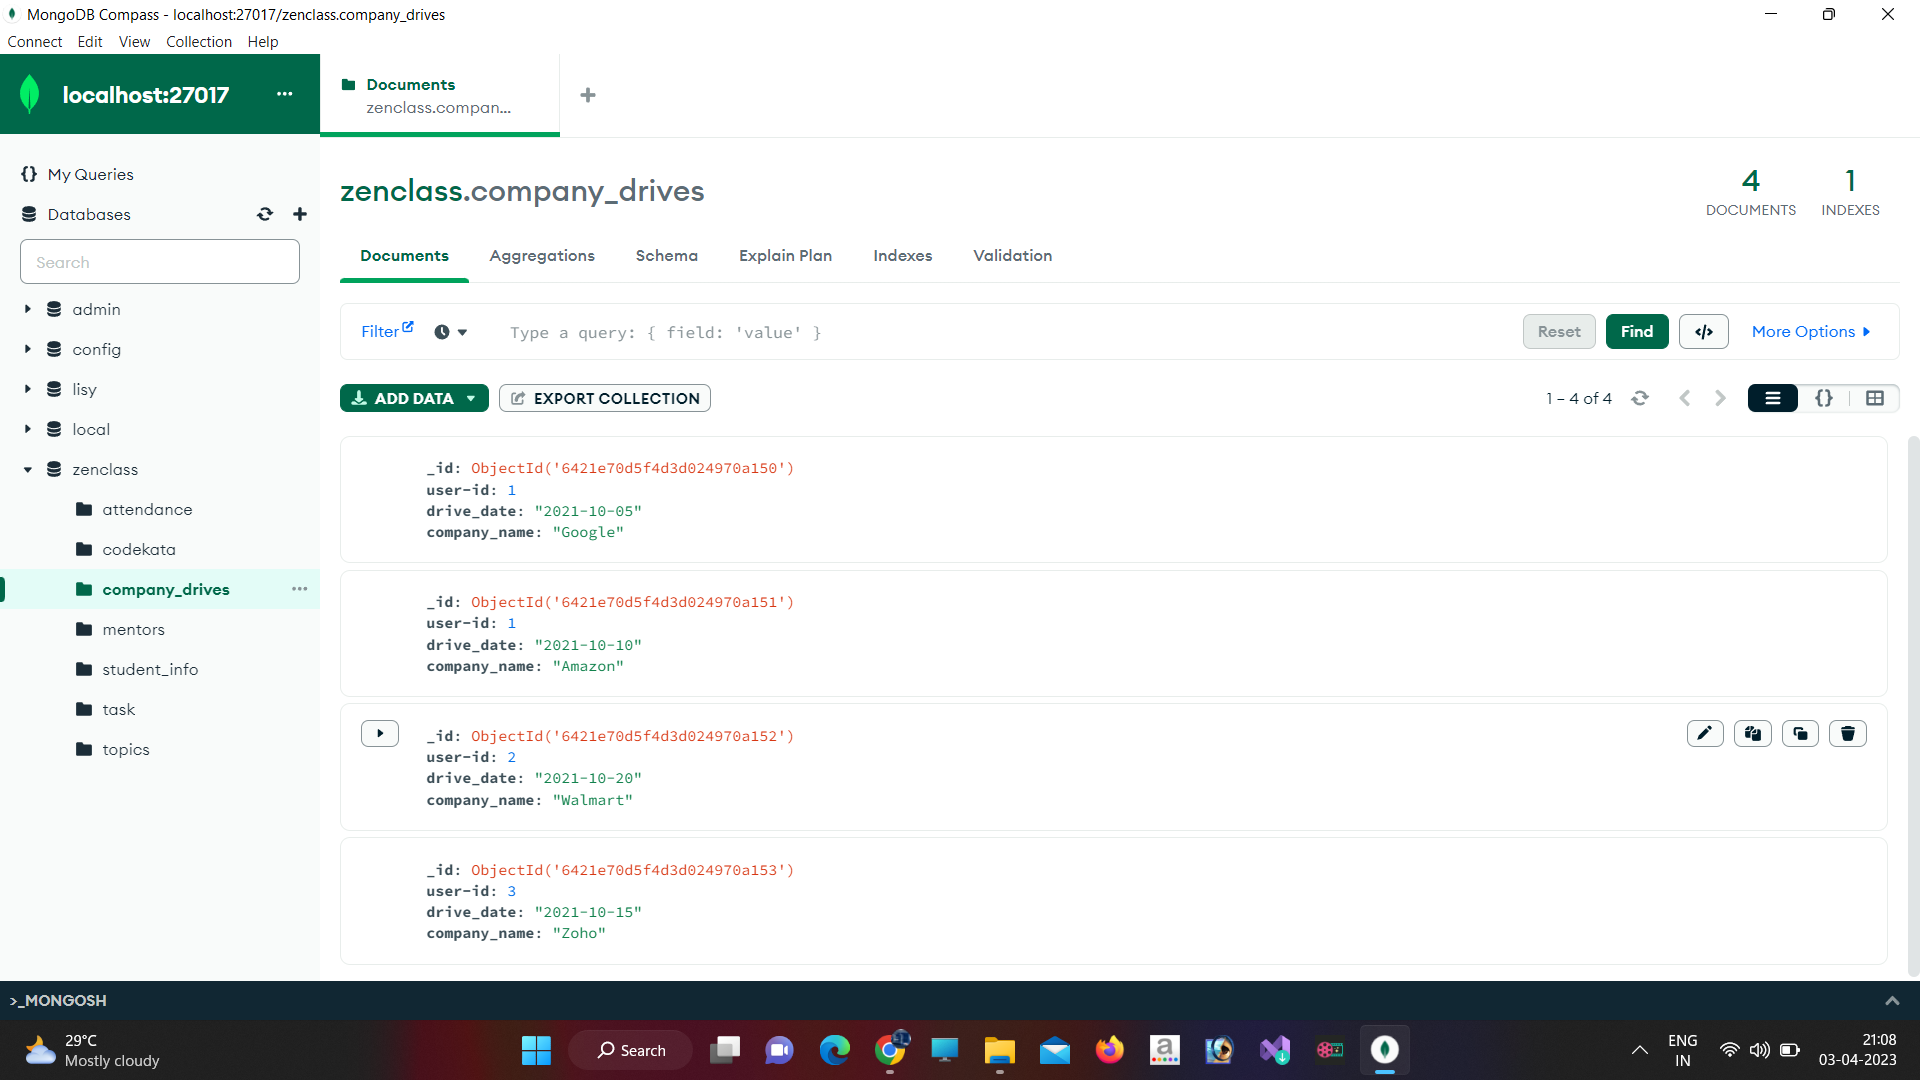 MongoDB Compass - localhost:27017/zenclass.company_drives
Connect Edit View Collection Help
localhost:27017 ...
Documents
zenclass.compan...
My Queries
Databases
Search
admin
config
lisy
local
zenclass
attendance
codekata
company_drives
mentors
student_info
task
topics
zenclass.company_drives
4
DOCUMENTS
1
INDEXES
Documents Aggregations Schema Explain Plan Indexes Validation
Filter Type a query: { field: 'value' } Reset Find </> More Options
ADD DATA EXPORT COLLECTION 1 – 4 of 4 {}
_id: ObjectId('6421e70d5f4d3d024970a150')
user-id: 1
drive_date: "2021-10-05"
company_name: "Google"
_id: ObjectId('6421e70d5f4d3d024970a151')
user-id: 1
drive_date: "2021-10-10"
company_name: "Amazon"
_id: ObjectId('6421e70d5f4d3d024970a152')
user-id: 2
drive_date: "2021-10-20"
company_name: "Walmart"
_id: ObjectId('6421e70d5f4d3d024970a153')
user-id: 3
drive_date: "2021-10-15"
company_name: "Zoho"
>_MONGOSH
29°C
Mostly cloudy
Search
ENG
IN
21:08
03-04-2023